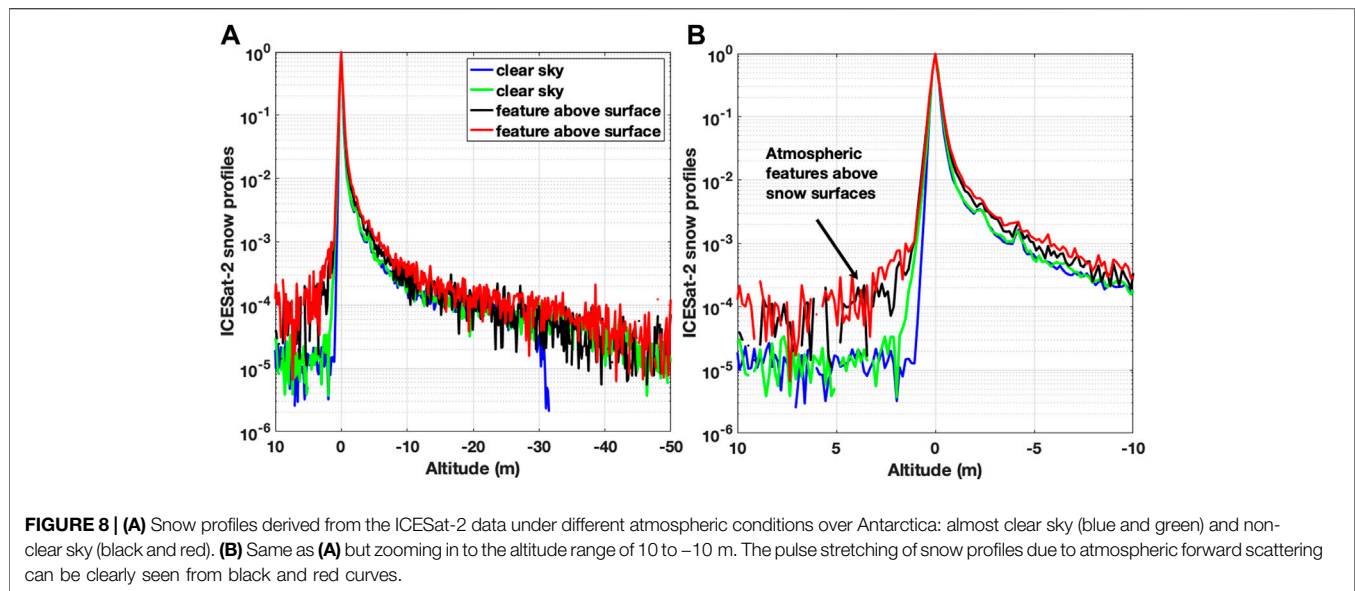 A
ICESat-2 snow profiles
10^0
10^-1
10^-2
10^-3
10^-4
10^-5
10^-6
clear sky
clear sky
feature above surface
feature above surface
10 0 -10 -20 -30 -40 -50
Altitude (m)
B
ICESat-2 snow profiles
10^0
10^-1
10^-2
10^-3
10^-4
10^-5
10^-6
Atmospheric
features above
snow surfaces
10 5 0 -5 -10
Altitude (m)
FIGURE 8 | (A) Snow profiles derived from the ICESat-2 data under different atmospheric conditions over Antarctica: almost clear sky (blue and green) and non-
clear sky (black and red). (B) Same as (A) but zooming in to the altitude range of 10 to –10 m. The pulse stretching of snow profiles due to atmospheric forward scattering
can be clearly seen from black and red curves.